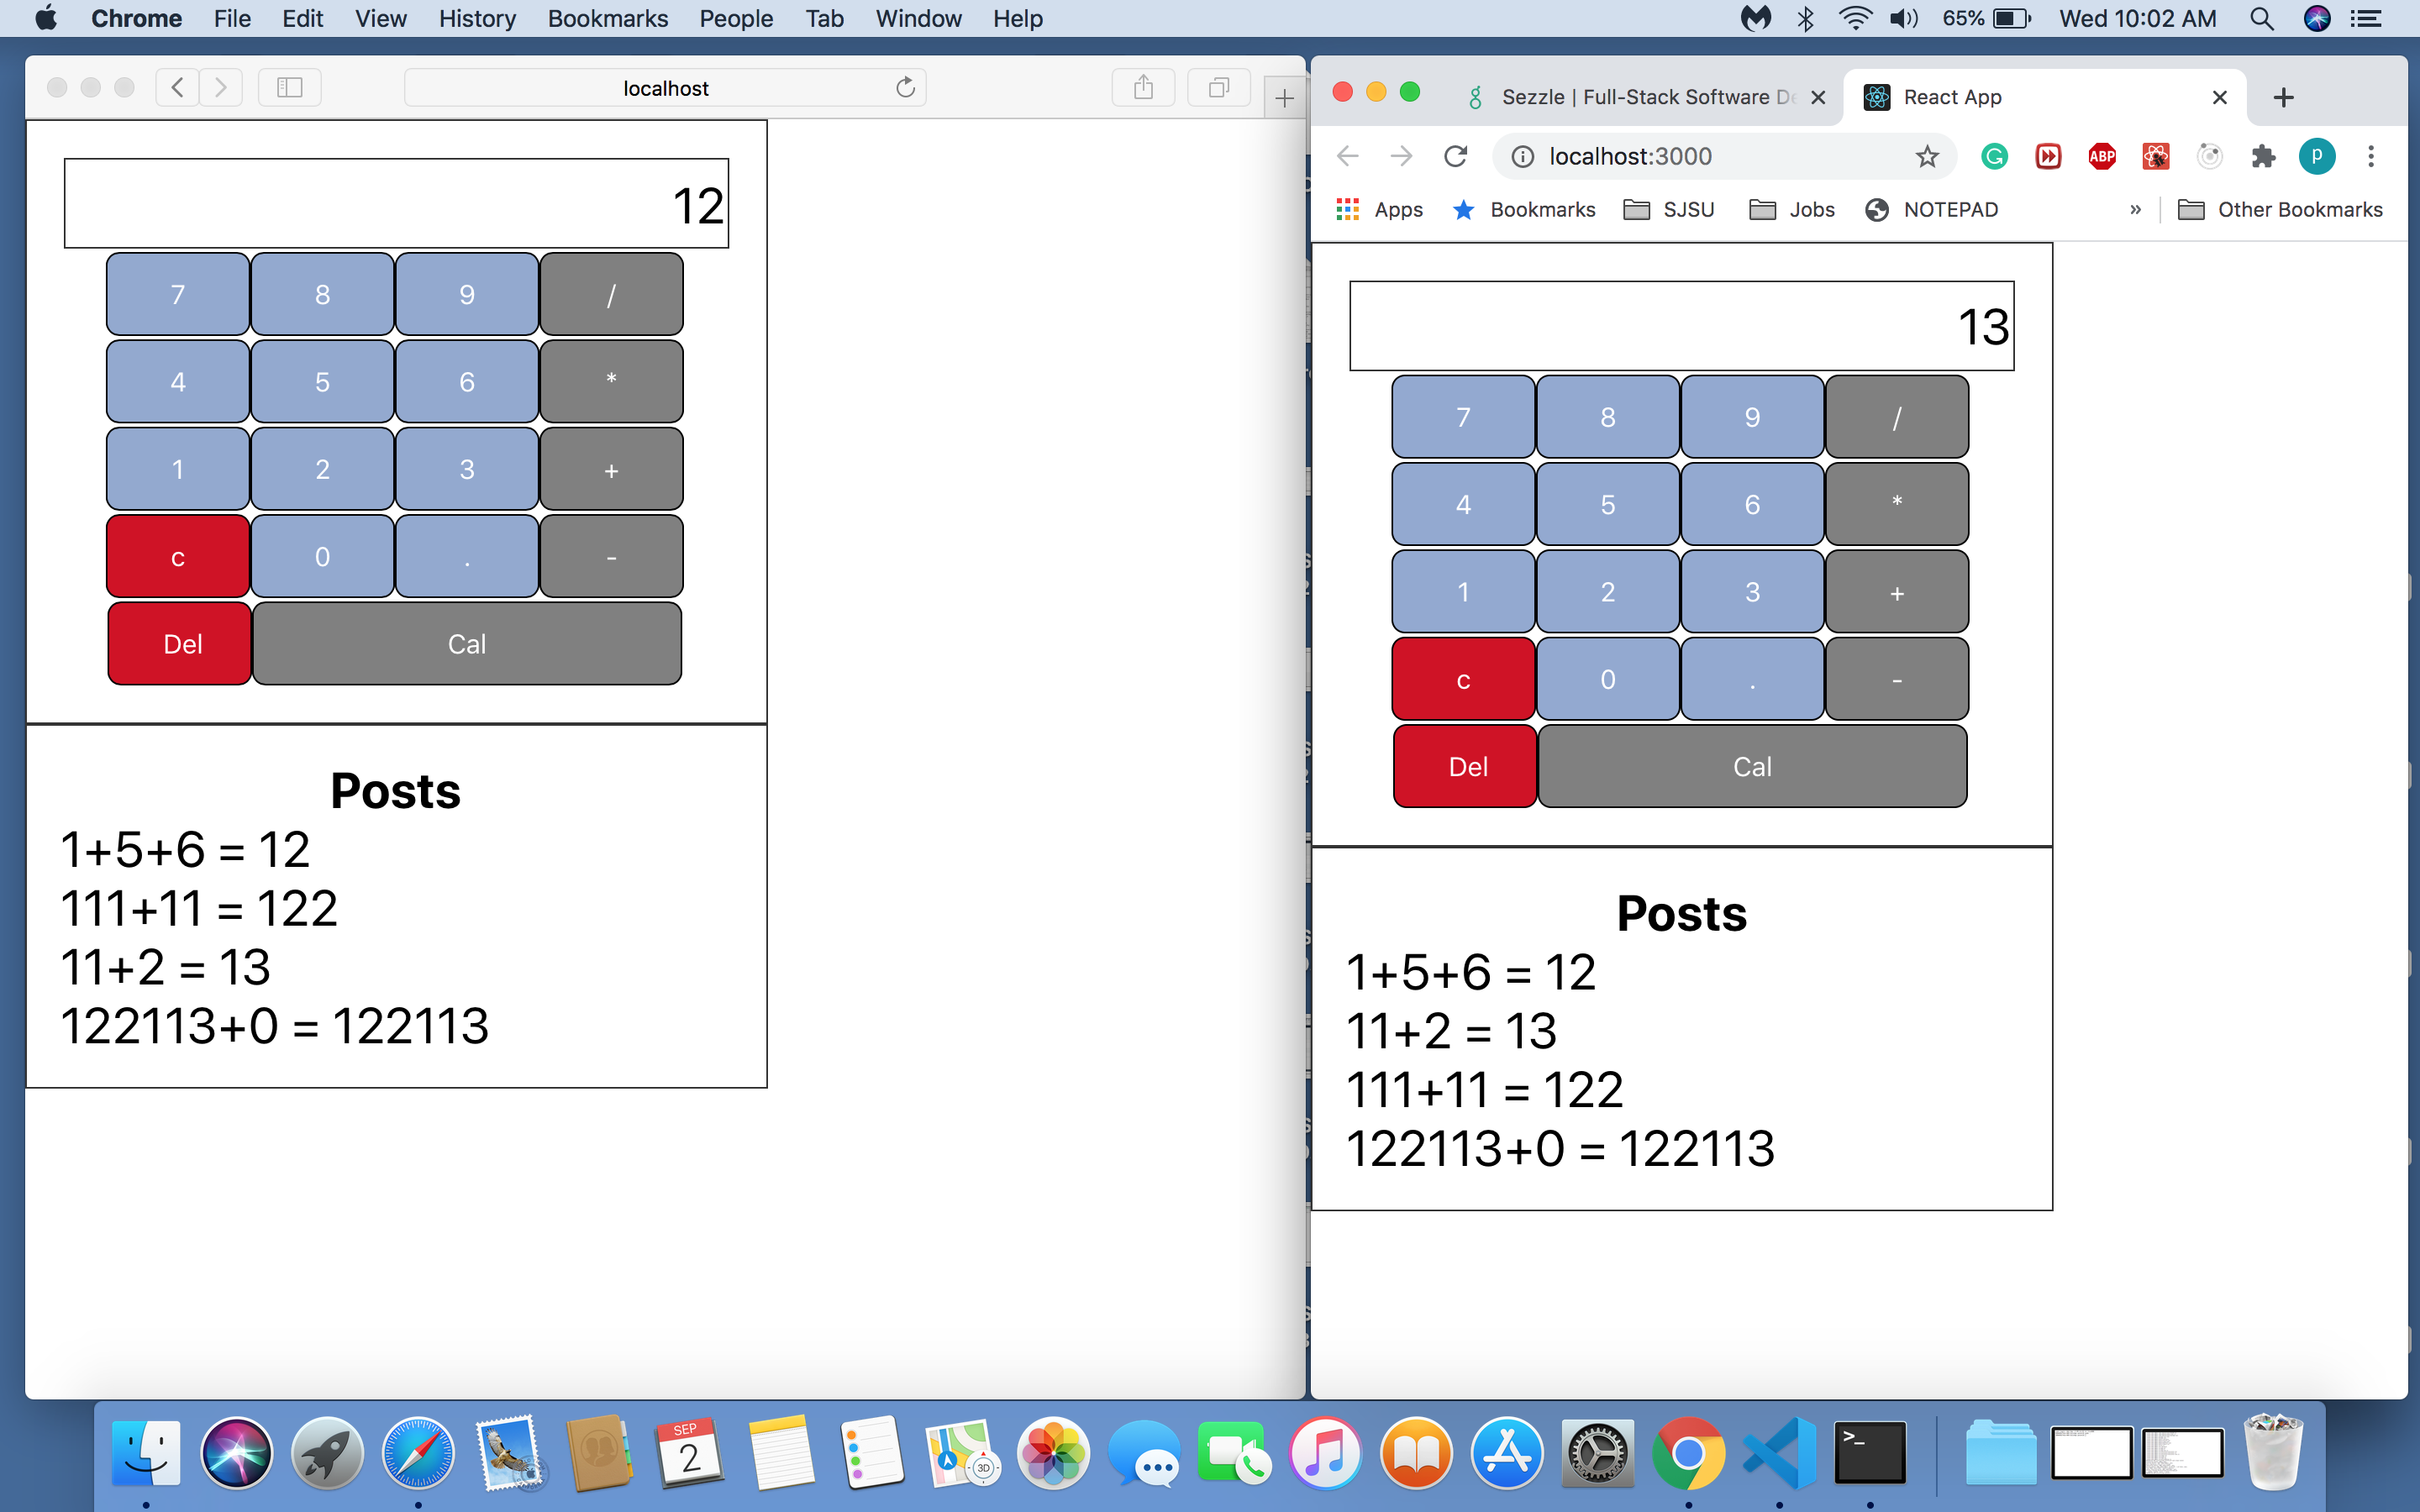 Chrome File Edit View History Bookmarks People Tab Window Help 65% Wed 10:02 AM
localhost
12
7 8 9 /
4 5 6 *
1 2 3 +
c 0 . -
Del Cal
Posts
1+5+6 = 12
111+11 = 122
11+2 = 13
122113+0 = 122113
Sezzle | Full-Stack Software De React App
localhost:3000 ABP p
Apps Bookmarks SJSU Jobs NOTEPAD » Other Bookmarks
13
7 8 9 /
4 5 6 *
1 2 3 +
c 0 . -
Del Cal
Posts
1+5+6 = 12
11+2 = 13
111+11 = 122
122113+0 = 122113
SEP
2
3D
>_